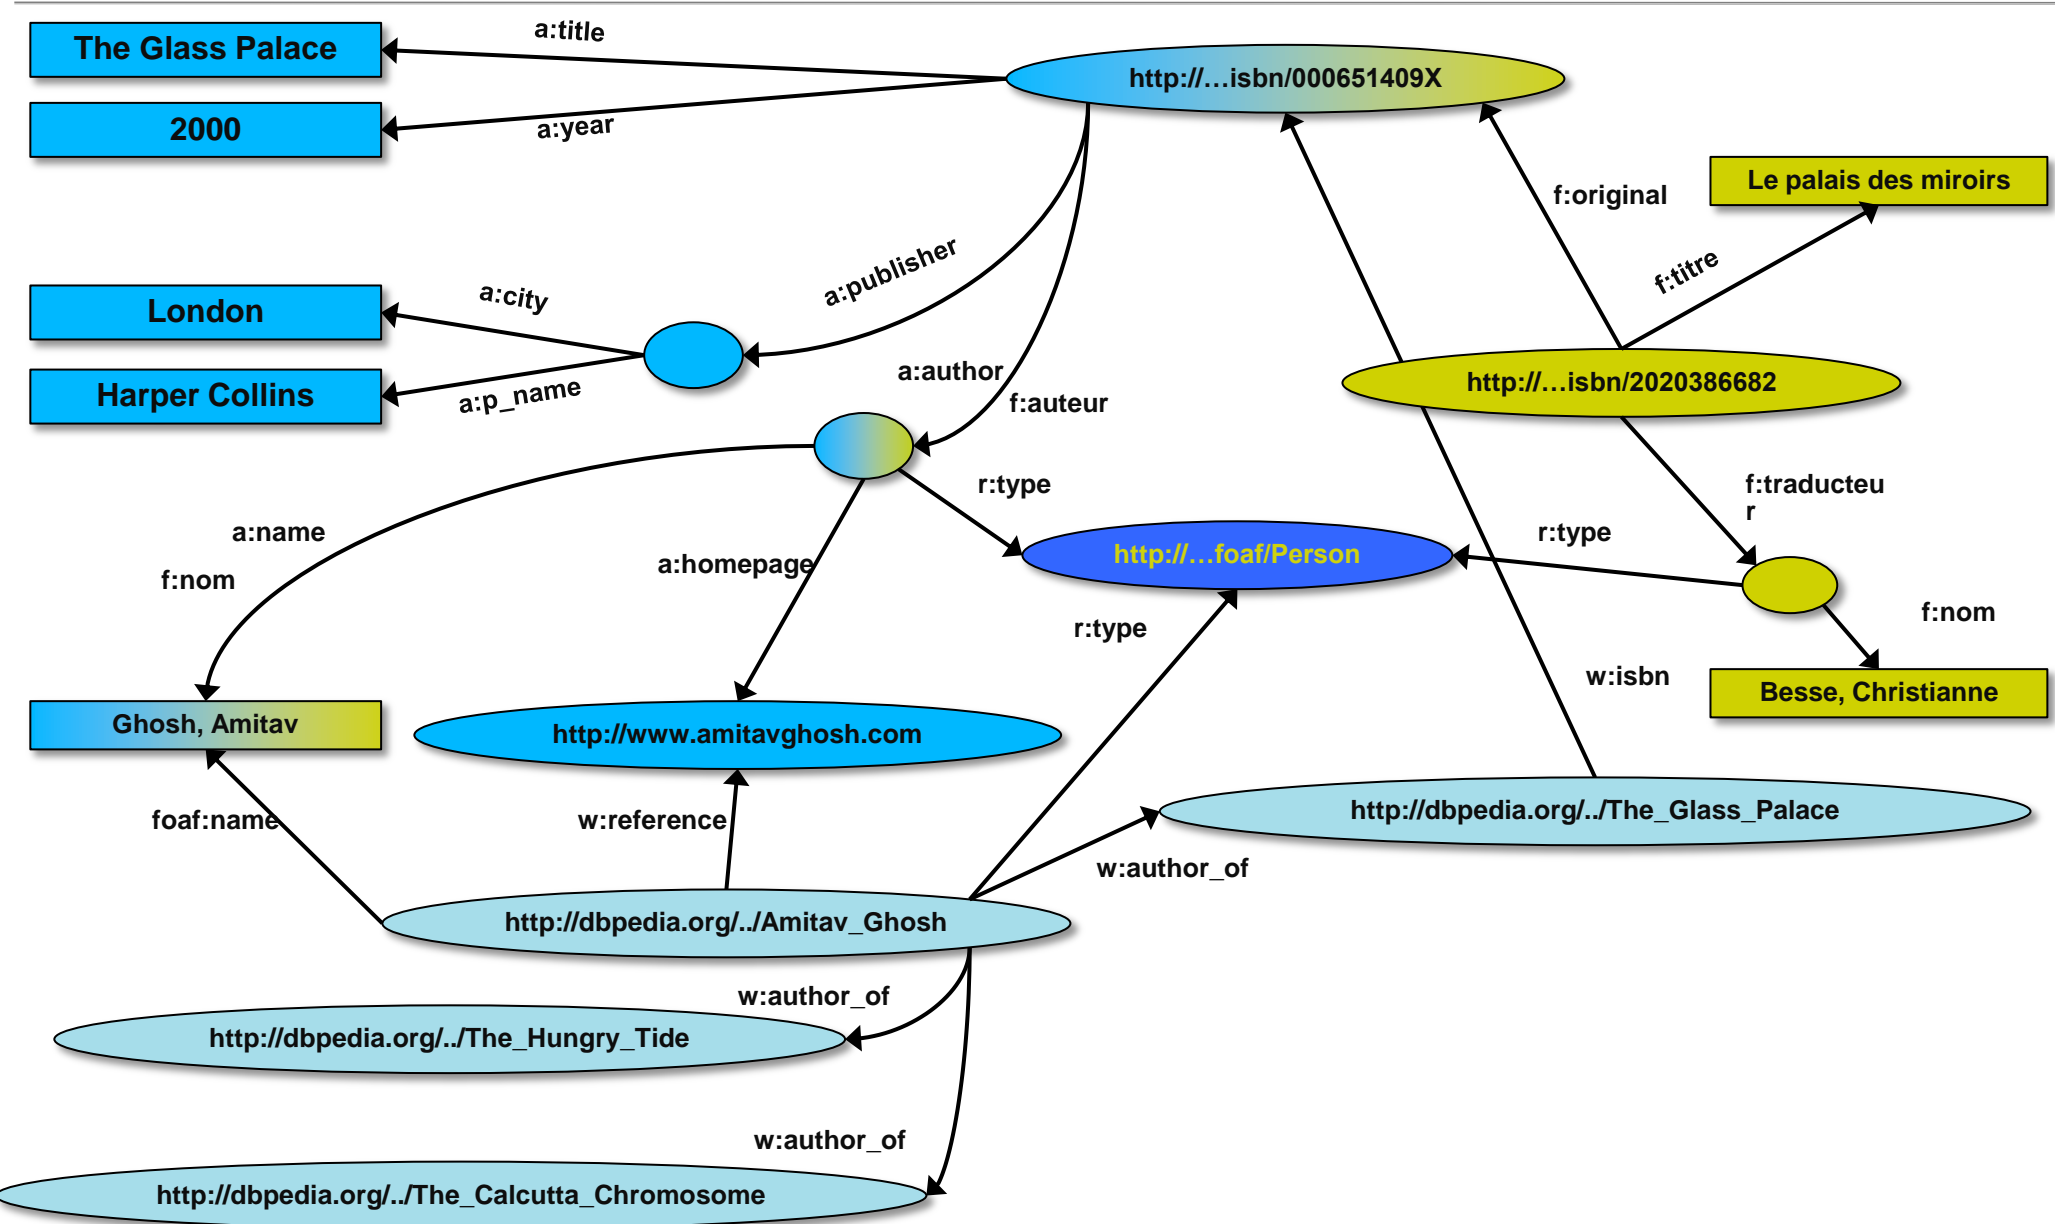 a:title
The Glass Palace
http://...isbn/000651409X
2000
a:year
Le palais des miroirs
f:original
a:publisher
f:titre
a:city
London
a:author
http://...isbn/2020386682
Harper Collins
a:p_name
f:auteur
r:type
f:traducteu
r
a:name
r:type
http://...foaf/Person
a:homepage
f:nom
f:nom
r:type
w:isbn
Besse, Christianne
Ghosh, Amitav
http://www.amitavghosh.com
foaf:name
w:reference
http://dbpedia.org/../The_Glass_Palace
w:author_of
http://dbpedia.org/../Amitav_Ghosh
w:author_of
http://dbpedia.org/../The_Hungry_Tide
w:author_of
http://dbpedia.org/../The_Calcutta_Chromosome